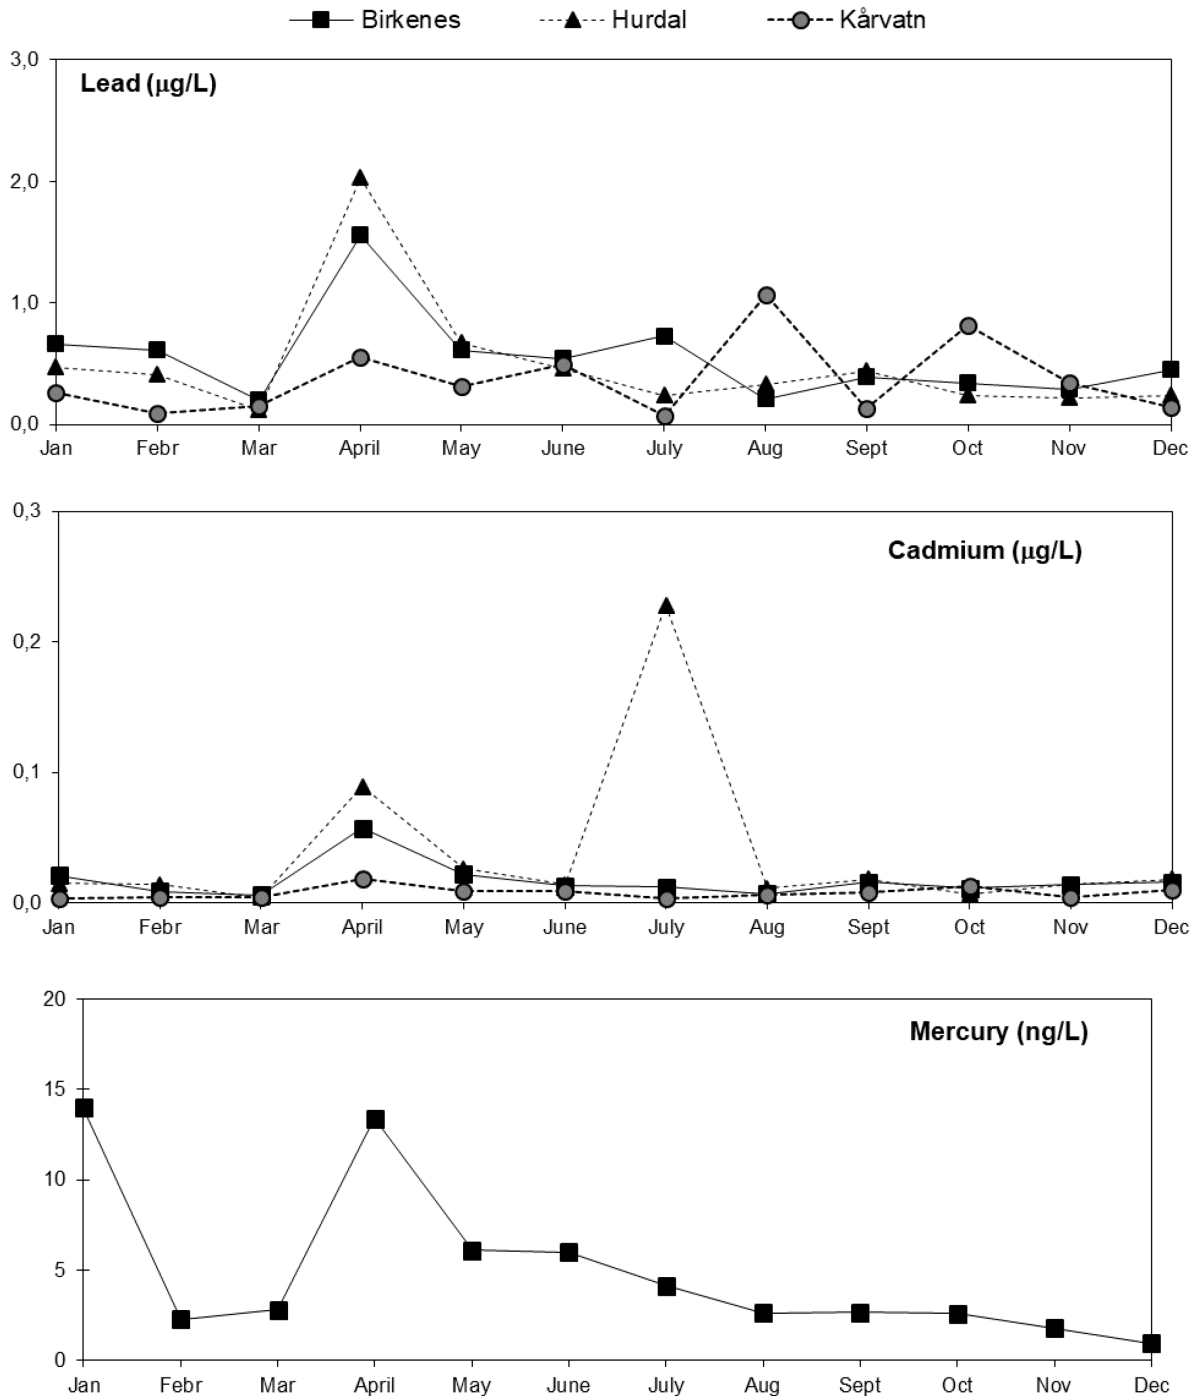 Birkenes Hurdal Kårvatn
Lead (μg/L)
3,0
2,0
1,0
0,0
Jan Febr Mar April May June July Aug Sept Oct Nov Dec
Cadmium (μg/L)
0,3
0,2
0,1
0,0
Jan Febr Mar April May June July Aug Sept Oct Nov Dec
Mercury (ng/L)
20
15
10
5
0
Jan Febr Mar April May June July Aug Sept Oct Nov Dec